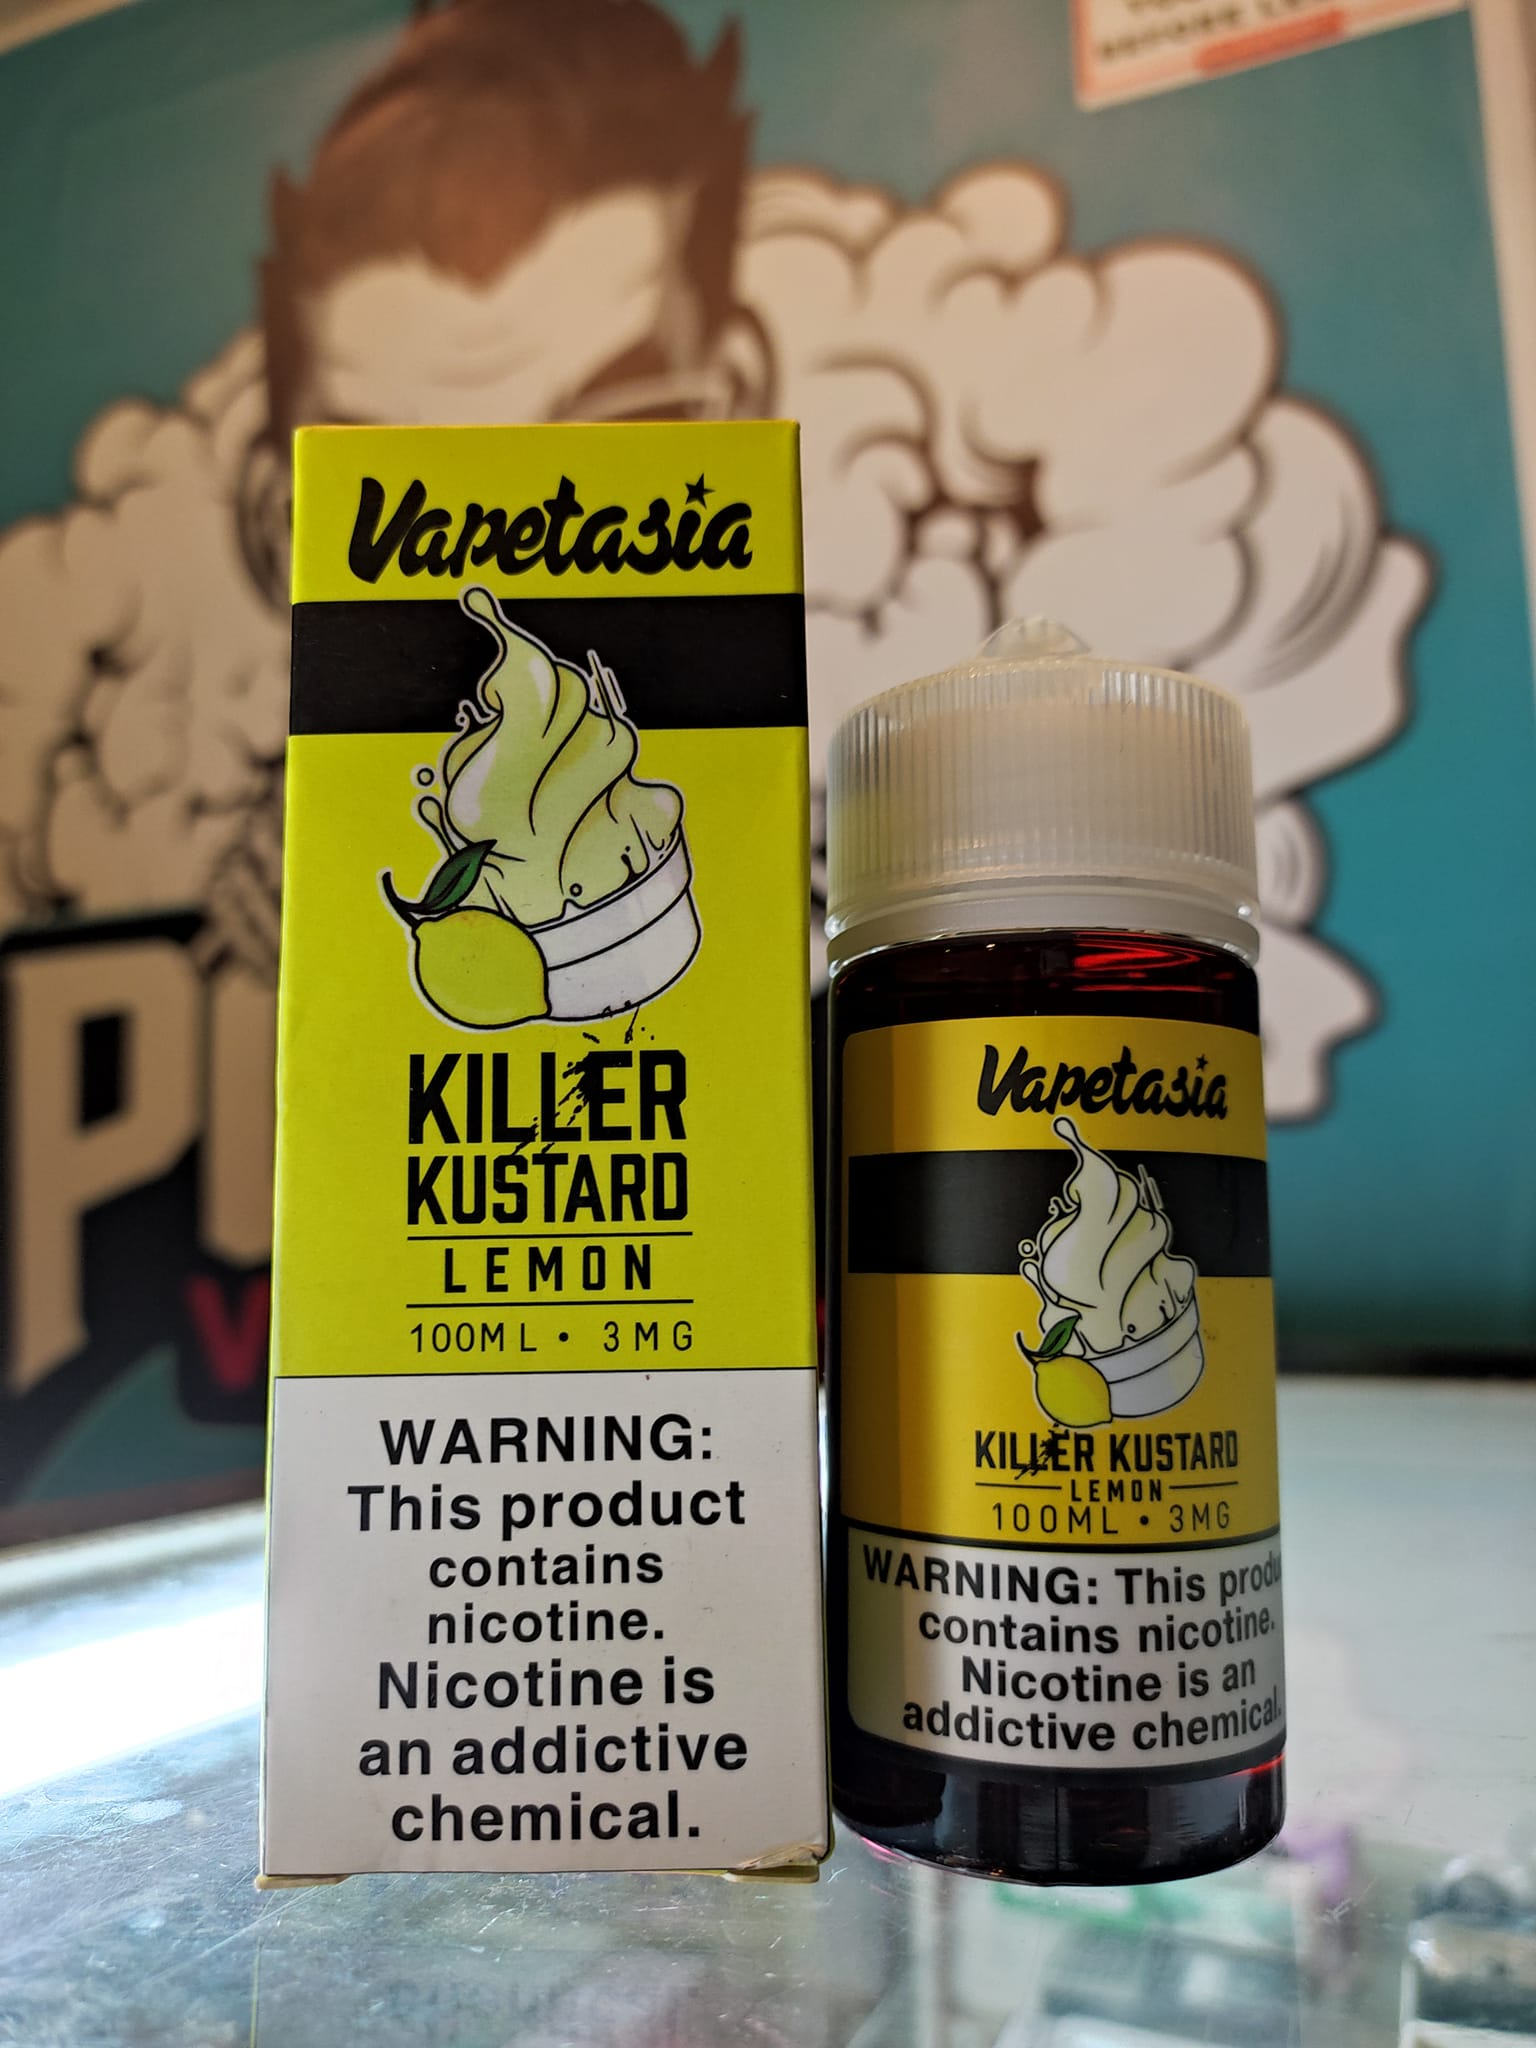 BEFORE
Vapetasia
KILLER
KUSTARD
LEMON
100ML • 3MG
WARNING:
This product
contains
nicotine.
Nicotine is
an addictive
chemical.
Vapetasia
KILLER KUSTARD
LEMON
100ML • 3MG
WARNING: This produ
contains nicotine.
Nicotine is an
addictive chemical.